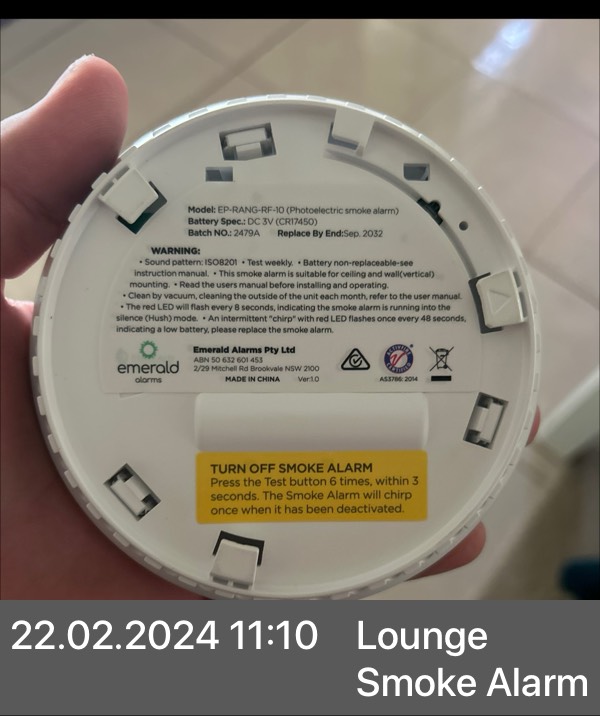 Model: EP-RANG-RF-10 (Photoelectric smoke alarm)
Battery Spec.: DC 3V (CR17450)
Batch NO.: 2479A Replace By End:Sep. 2032
WARNING:
• Sound pattern: ISO8201 • Test weekly. • Battery non-replaceable-see
instruction manual. • This smoke alarm is suitable for ceiling and wall(vertical)
mounting. • Read the users manual before installing and operating.
• Clean by vacuum, cleaning the outside of the unit each month, refer to the user manual.
• The red LED will flash every 8 seconds, indicating the smoke alarm is running into the
silence (Hush) mode. • An intermittent "chirp" with red LED flashes once every 48 seconds,
indicating a low battery, please replace the smoke alarm.
emerald
alarms
Emerald Alarms Pty Ltd
ABN 50 632 601 453
2/29 Mitchell Rd Brookvale NSW 2100
MADE IN CHINA Ver:1.0
AS3786: 2014
TURN OFF SMOKE ALARM
Press the Test button 6 times, within 3
seconds. The Smoke Alarm will chirp
once when it has been deactivated.
22.02.2024 11:10 Lounge
Smoke Alarm